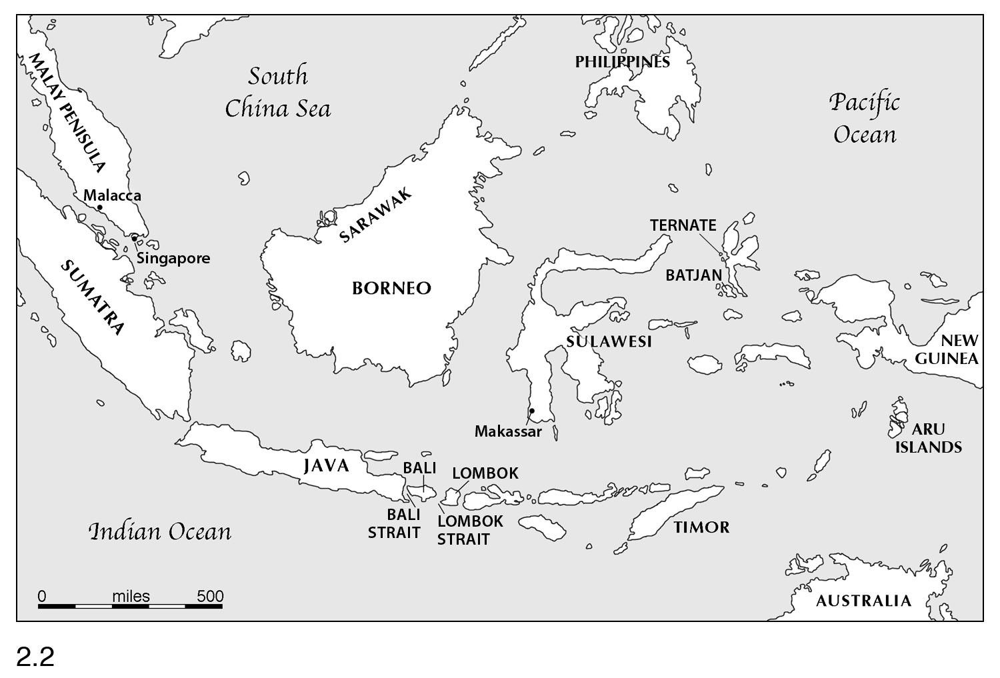 PHILIPPINES
South
China Sea
Pacific
Ocean
MALAY PENISULA
Malacca
SARAWAK
TERNATE
Singapore
BATJAN
SUMATRA
BORNEO
SULAWESI
NEW
GUINEA
Makassar
ARU
ISLANDS
JAVA
BALI
LOMBOK
BALI
STRAIT
LOMBOK
STRAIT
TIMOR
Indian Ocean
0 miles 500
AUSTRALIA
2.2